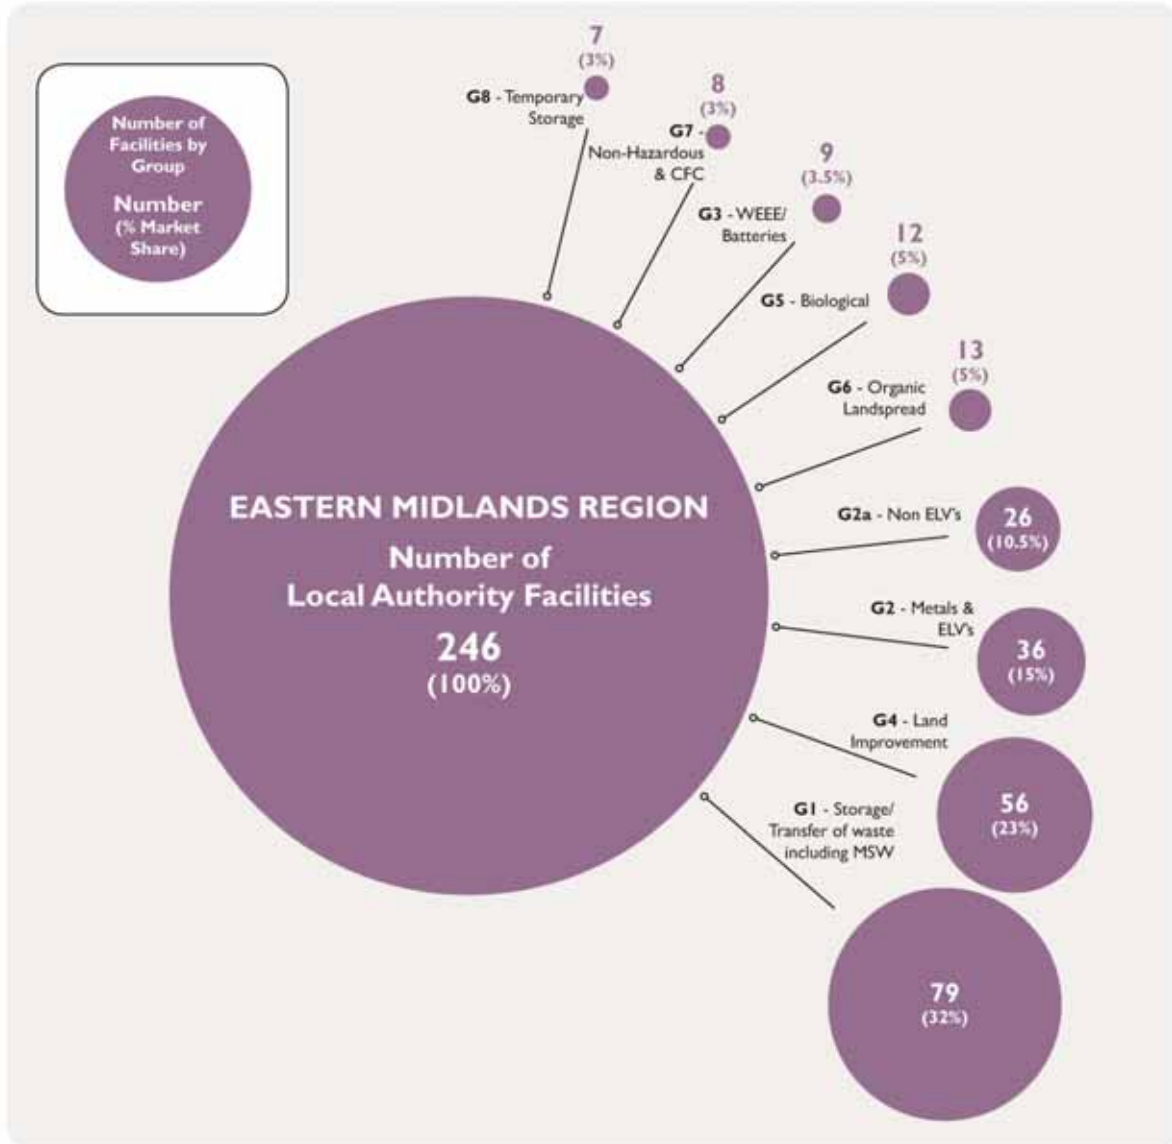 Number of
Facilities by
Group
Number
(% Market
Share)
7
(3%)
G8 - Temporary
Storage
8
(3%)
G7 -
Non-Hazardous
& CFC
9
(3.5%)
G3 - WEEE/
Batteries
12
(5%)
G5 - Biological
13
(5%)
G6 - Organic
Landspread
G2a - Non ELV's
26
(10.5%)
G2 - Metals &
ELV's
36
(15%)
G4 - Land
Improvement
56
(23%)
G1 - Storage/
Transfer of waste
including MSW
79
(32%)
EASTERN MIDLANDS REGION
Number of
Local Authority Facilities
246
(100%)